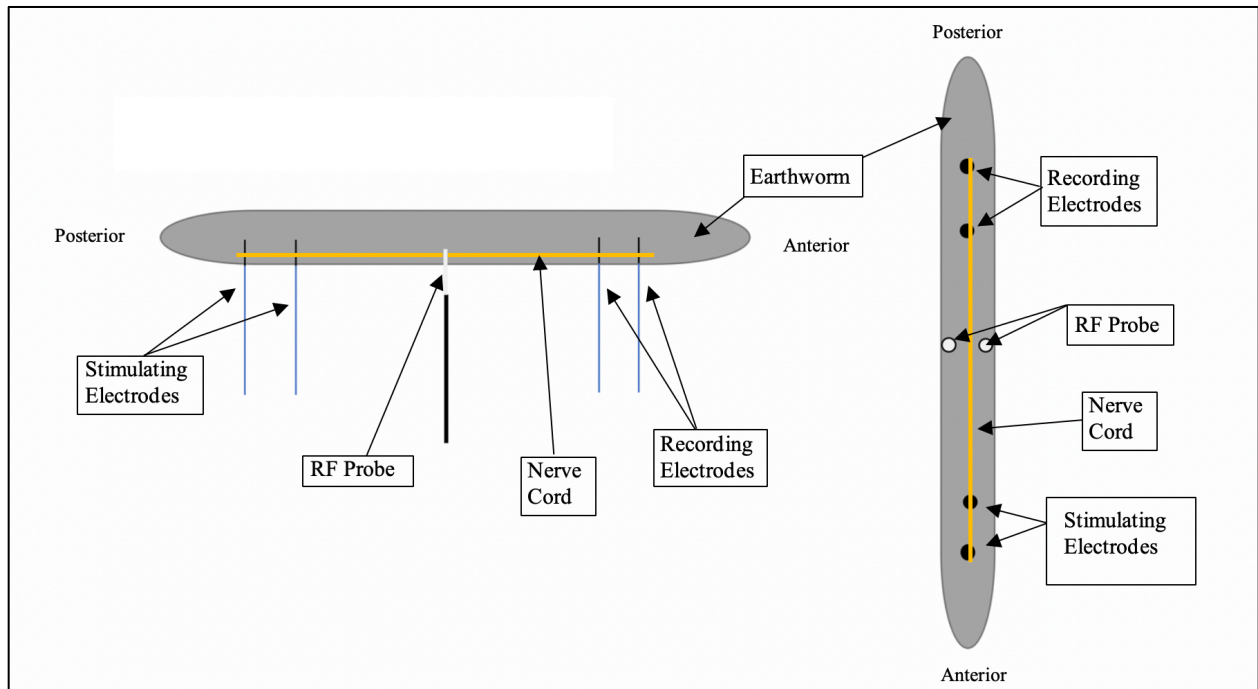 Posterior
Earthworm
Recording
Electrodes
Posterior
Anterior
RF Probe
Stimulating
Electrodes
Nerve
Cord
RF Probe
Nerve
Cord
Recording
Electrodes
Stimulating
Electrodes
Anterior